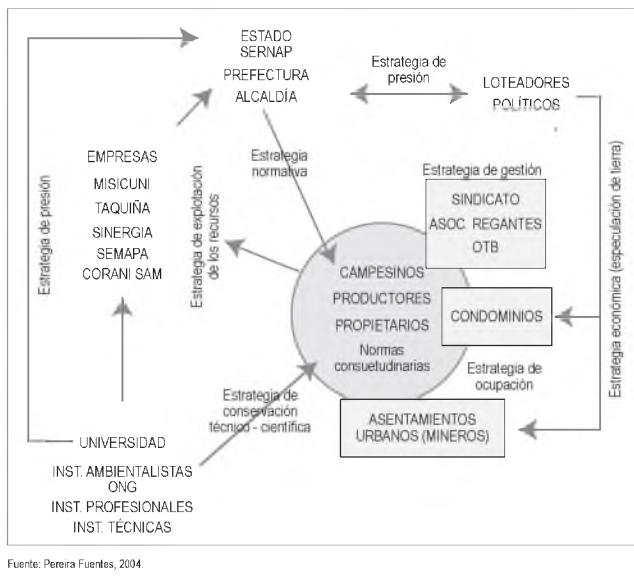 ESTADO
SERNAP
PREFECTURA
ALCALDÍA
Estrategia de
presión
LOTEADORES
POLÍTICOS
Estrategia de presión
EMPRESAS
MISICUNI
TAQUIÑA
SINERGIA
SEMAPA
CORANI SAM
Estrategia de explotación
de los recursos
Estrategia
normativa
Estrategia de gestión
SINDICATO
ASOC REGANTES
OTB
CAMPESINOS
PRODUCTORES
PROPIETARIOS
Normas
consuetudinarias
CONDOMINIOS
Estrategia económica (especulación de tierra)
Estrategia de
ocupación
Estrategia de
conservación
técnico - científica
ASENTAMIENTOS
URBANOS (MINEROS)
UNIVERSIDAD
INST. AMBIENTALISTAS
ONG
INST. PROFESIONALES
INST. TÉCNICAS
Fuente: Pereira Fuentes, 2004.